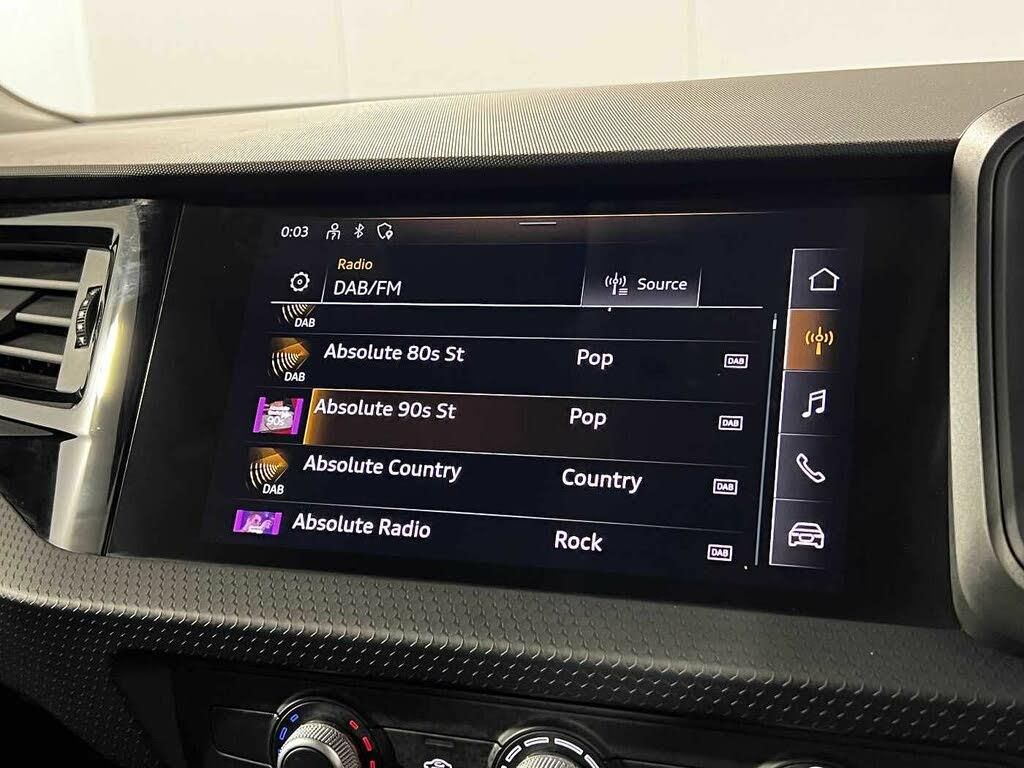 0:03
Radio
DAB/FM
Source
DAB
Absolute 80s St Pop DAB
DAB
90s
Absolute 90s St Pop DAB
Absolute Country Country DAB
DAB
Absolute Radio Rock DAB